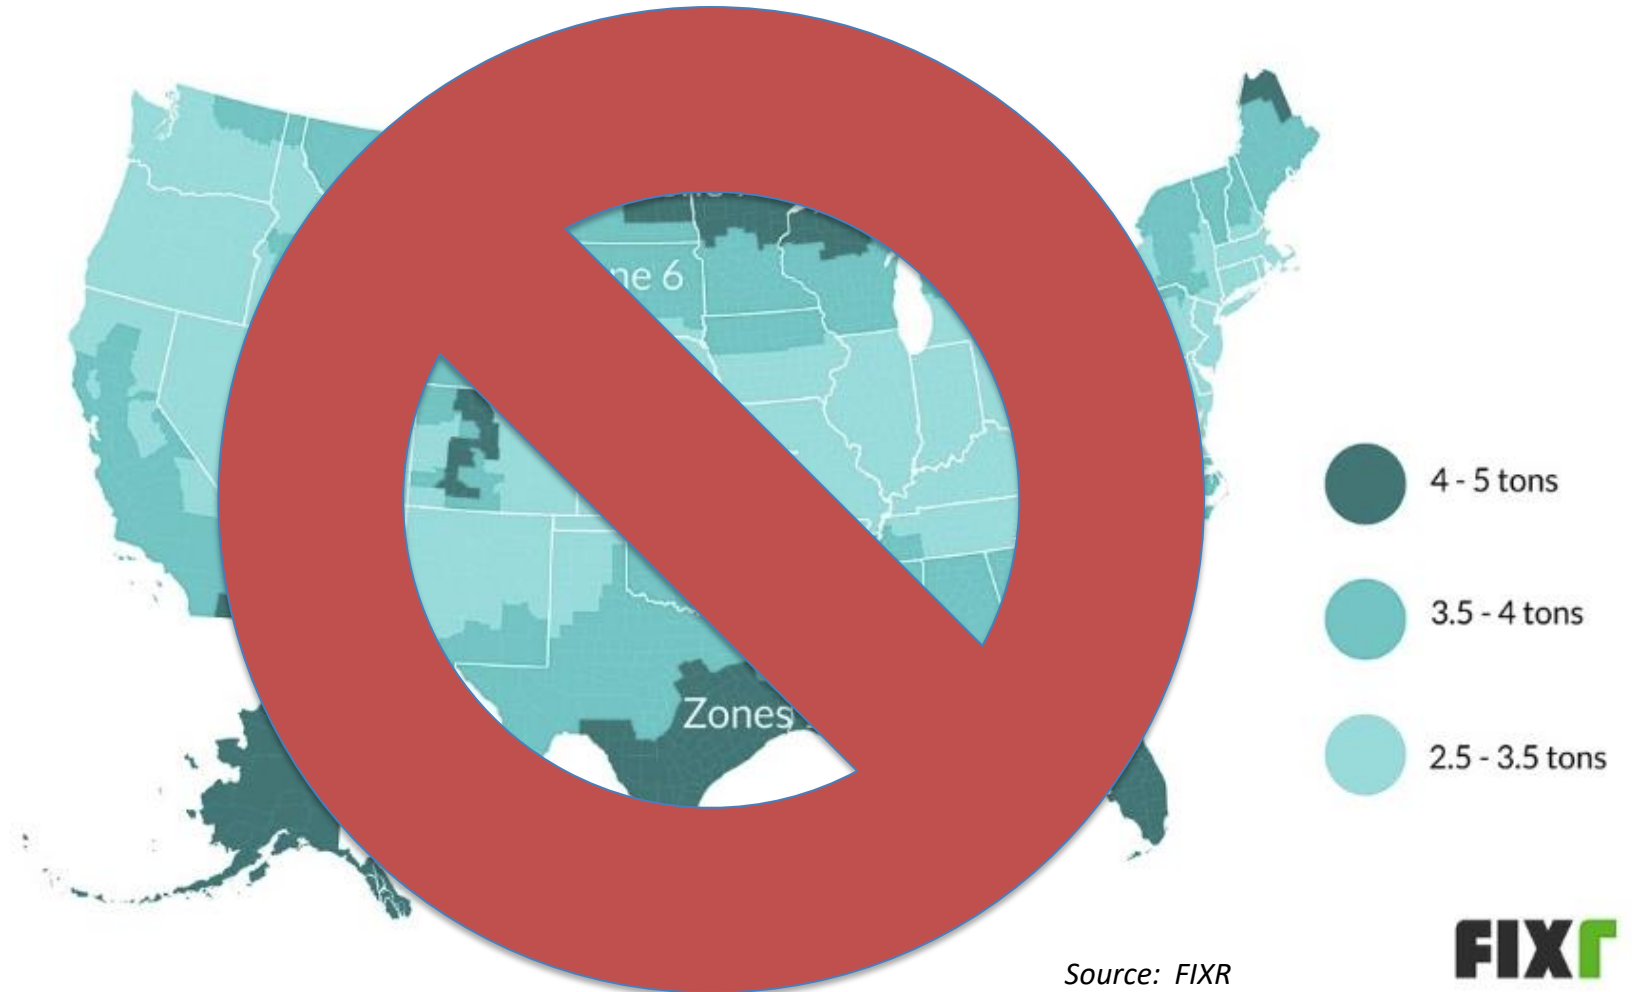 ne 6
Zones
4 - 5 tons
3.5 - 4 tons
2.5 - 3.5 tons
Source: FIXR
FIXr